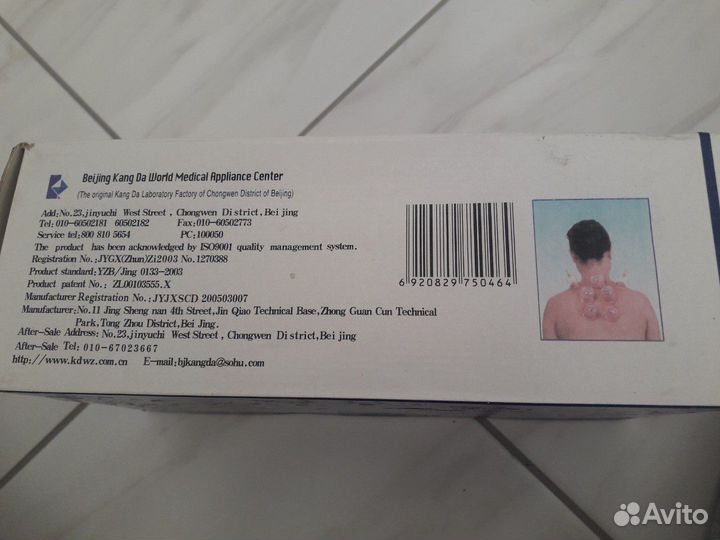 Beijing Kang Da World Medical Appliance Center
(The original Kang Da Laboratory Factory of Chongwen District of Beijing)
Add:No.23,jinyuchi West Street , Chongwen District,Beijing
Tel:010-60502181 60502182 Fax:010-60502773
Service tel:800 810 5654 PC:100050
The product has been acknowledged by ISO9001 quality management system.
Registration No.:JYGX(Zhun)Zi2003 No.1270388
Product standard:YZB/Jing 0133-2003
Product patent No.: ZL00103555.X
Manufacturer Registration No.:JYJXSCD 200503007
Manufacturer:No.11 Jing Sheng nan 4th Street,Jin Qiao Technical Base,Zhong Guan Cun Technical
Park,Tong Zhou District,Beijing.
After-Sale Address: No.23,jinyuchi West Street , Chongwen District,Beijing
After-Sale Tel: 010-67023667
http://www.kdwz.com.cn E-mail:bjkangda@sohu.com
6 920829 750464
Avito